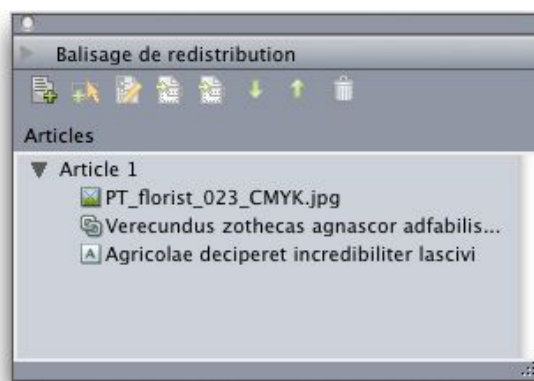 Balisage de redistribution
Articles
Article 1
PT_florist_023_CMYK.jpg
Verecundus zothecas agnascor adfabilis...
A Agricolae deciperet incredibiliter lascivi